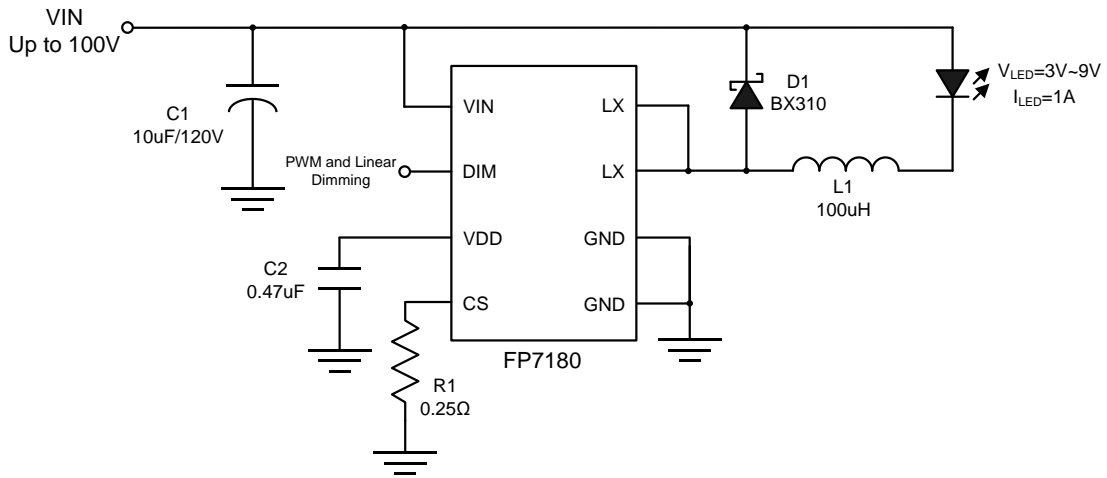 VIN
Up to 100V
C1
10uF/120V
PWM and Linear
Dimming
C2
0.47uF
R1
0.25Ω
VIN
DIM
VDD
CS
LX
LX
GND
GND
FP7180
D1
BX310
L1
100uH
VLED=3V~9V
ILED=1A